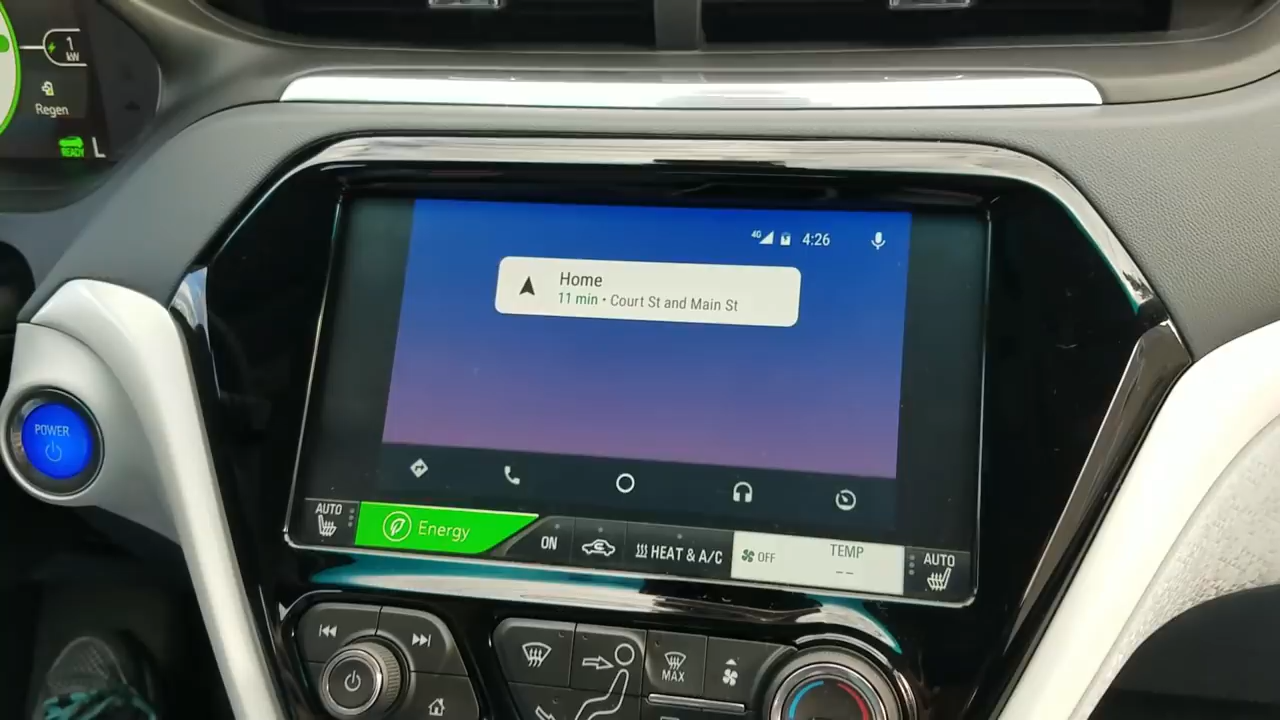 1
kW
Regen
READY
L
4G
4:26
Home
11 min • Court St and Main St
POWER
AUTO
Energy
ON
HEAT & A/C
OFF
TEMP
--
AUTO
MAX